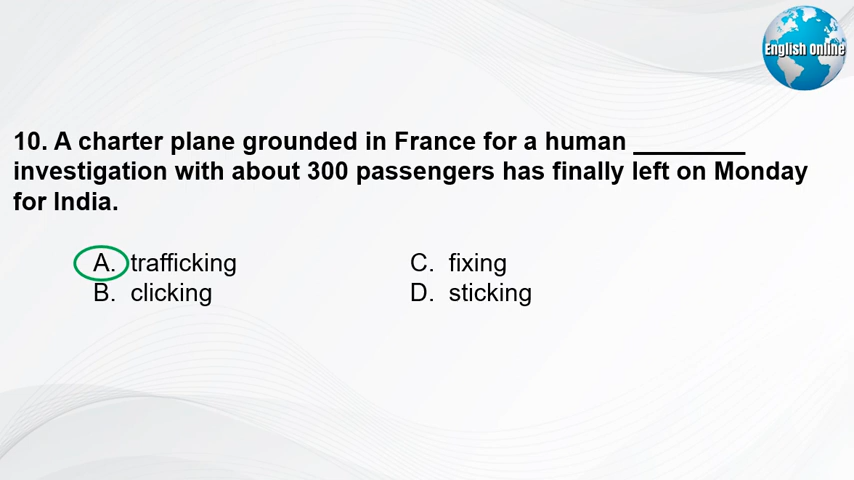 English Online
10. A charter plane grounded in France for a human ________
investigation with about 300 passengers has finally left on Monday
for India.
A. trafficking
B. clicking
C. fixing
D. sticking